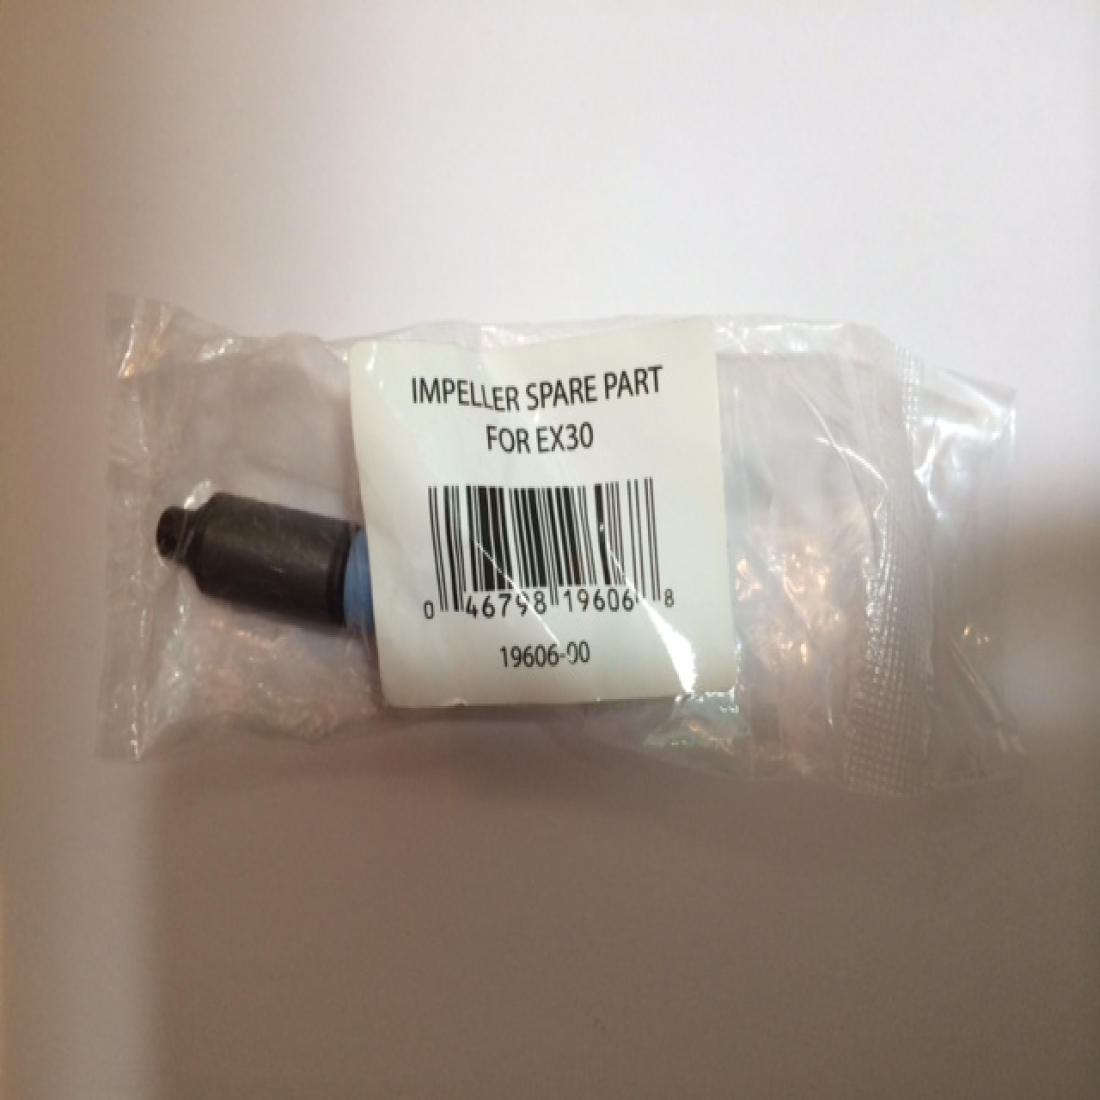 IMPELLER SPARE PART
FOR EX30
0 46798 19606 8
19606-00